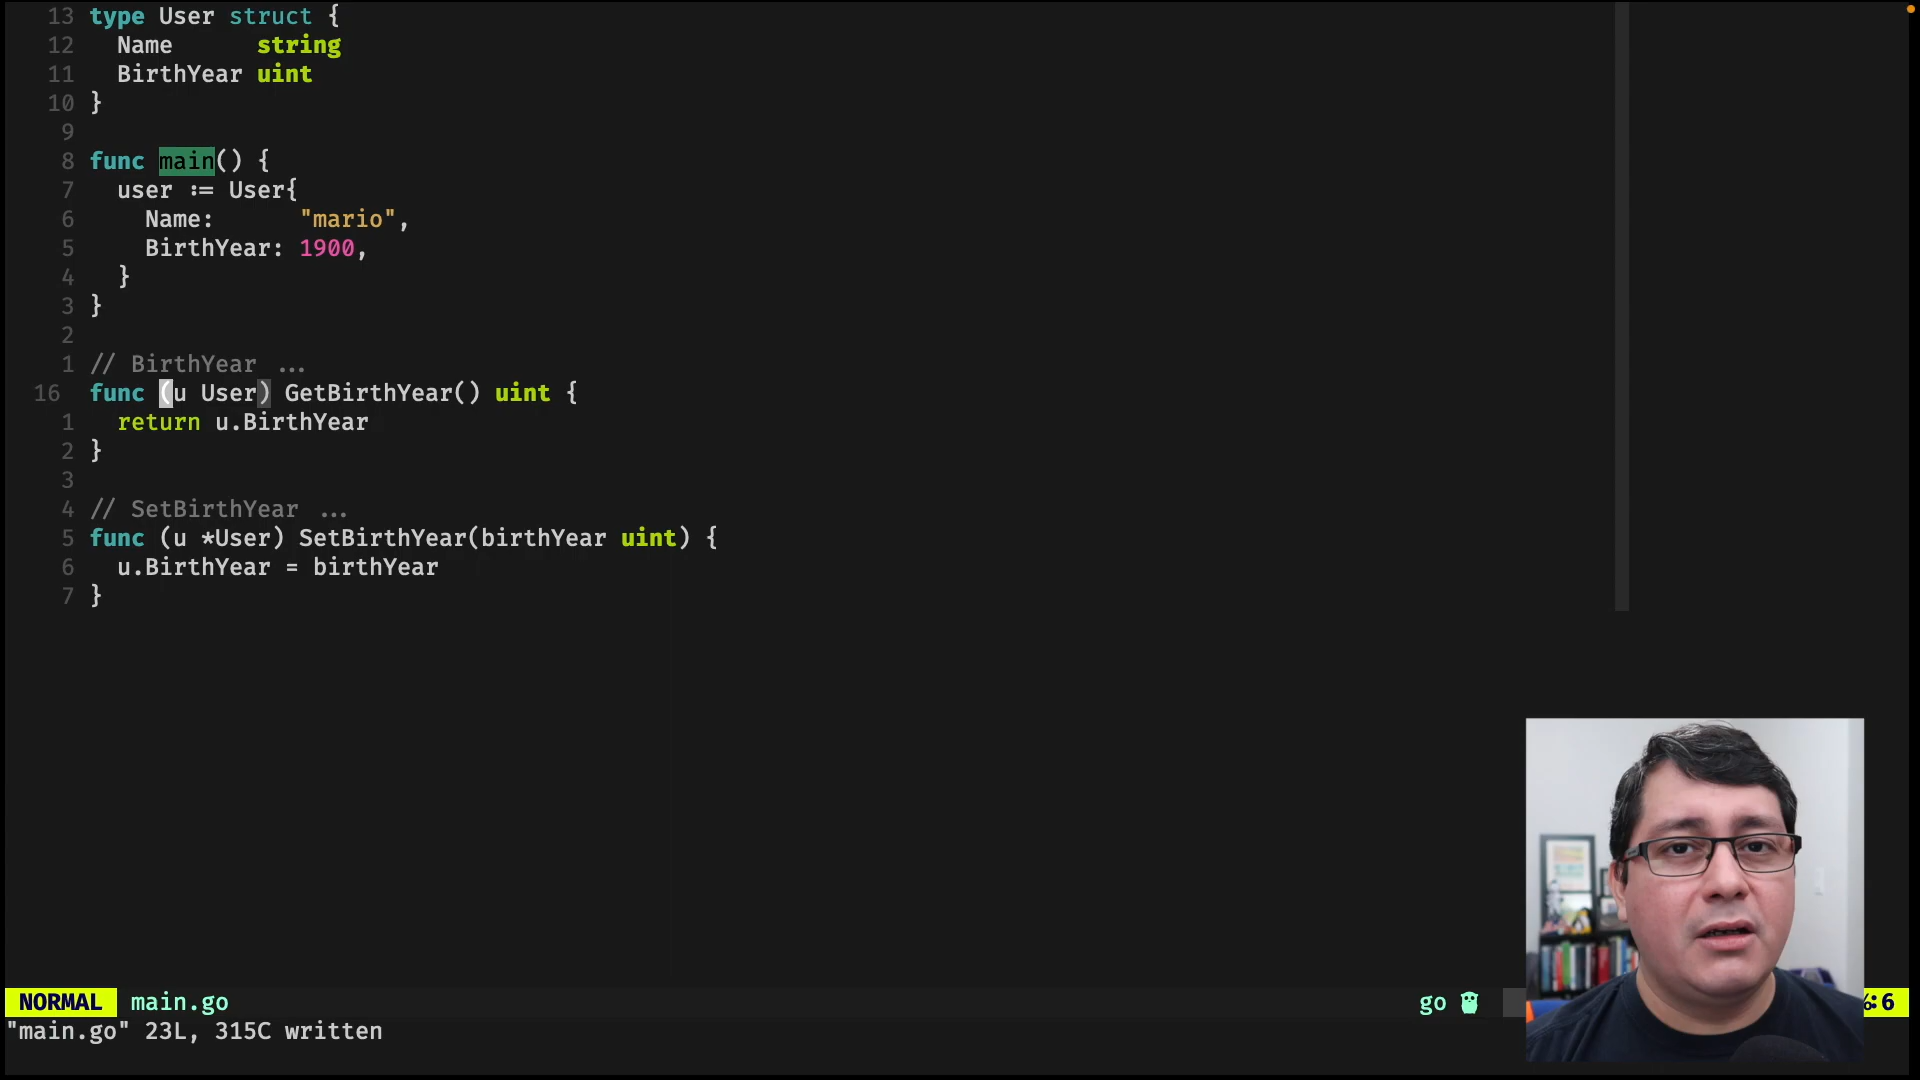 13 type User struct {
12 Name string
11 BirthYear uint
10 }
9
8 func main() {
7 user := User{
6 Name: "mario",
5 BirthYear: 1900,
4 }
3 }
2
1 // BirthYear ...
16 func (u User) GetBirthYear() uint {
1 return u.BirthYear
2 }
3
4 // SetBirthYear ...
5 func (u *User) SetBirthYear(birthYear uint) {
6 u.BirthYear = birthYear
7 }
NORMAL main.go go :6
"main.go" 23L, 315C written